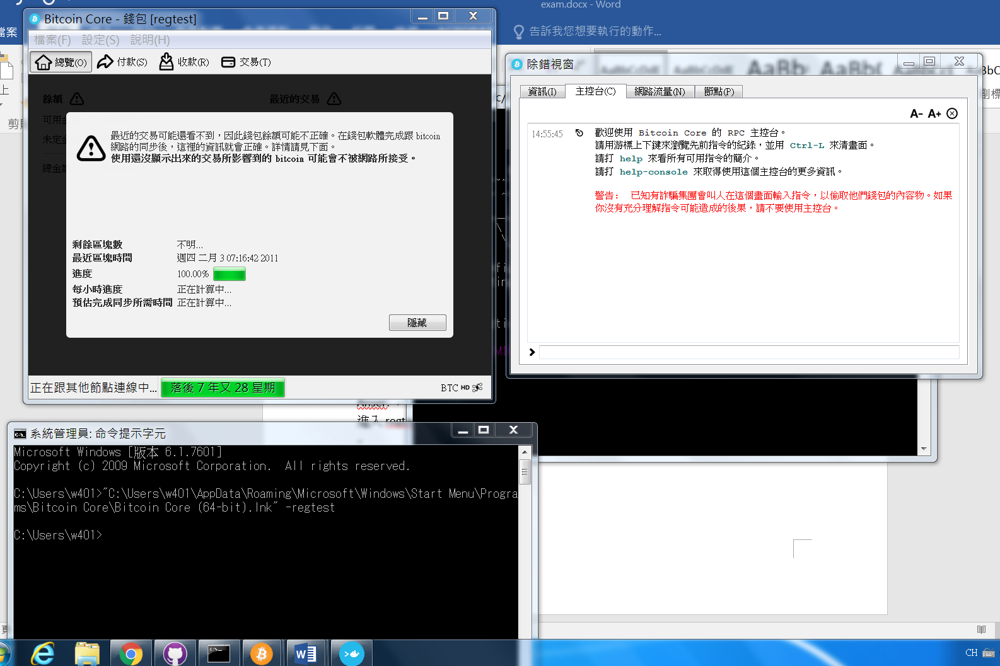 exam.docx - Word
檔案
告訴我您想要執行的動作...
Bitcoin Core - 錢包 [regtest]
檔案(F) 設定(S) 說明(H)
總覽(O) 付款(S) 收款(R) 交易(T)
餘額
最近的交易
可用金
未定金
總金額
最近的交易可能還看不到，因此錢包餘額可能不正確。在錢包軟體完成跟 bitcoin
網路的同步後，這裡的資訊就會正確。詳情請見下面。
使用還沒顯示出來的交易所影響到的 bitcoin 可能會不被網路所接受。
剩餘區塊數 不明...
最近區塊時間 週四 二月 3 07:16:42 2011
進度 100.00%
每小時進度 正在計算中...
預估完成同步所需時間 正在計算中...
隱藏
正在跟其他節點連線中... 落後 7 年又 28 星期
BTC HD
除錯視窗
資訊(I) 主控台(C) 網路流量(N) 節點(P)
A- A+
14:55:45 歡迎使用 Bitcoin Core 的 RPC 主控台。
請用游標上下鍵來瀏覽先前指令的紀錄，並用 Ctrl-L 來清畫面。
請打 help 來看所有可用指令的簡介。
請打 help-console 來取得使用這個主控台的更多資訊。
警告: 已知有詐騙集團會叫人在這個畫面輸入指令，以偷取他們錢包的內容物。如果
你沒有充分理解指令可能造成的後果，請不要使用主控台。
進入 regt
系統管理員: 命令提示字元
Microsoft Windows [版本 6.1.7601]
Copyright (c) 2009 Microsoft Corporation.  All rights reserved.
C:\Users\w401>"C:\Users\w401\AppData\Roaming\Microsoft\Windows\Start Menu\Progra
ms\Bitcoin Core\Bitcoin Core (64-bit).lnk" -regtest
C:\Users\w401>
CH